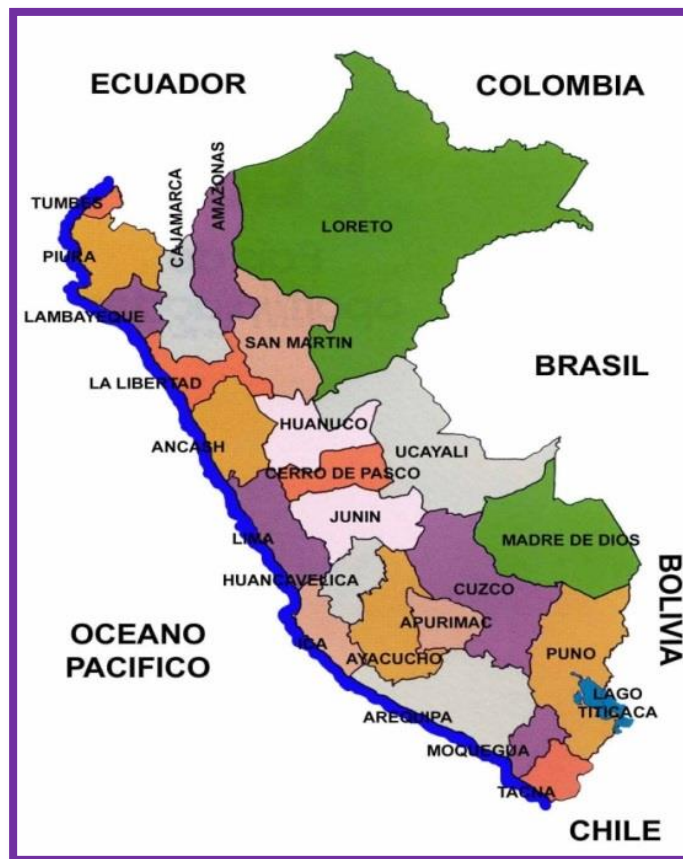 ECUADOR
COLOMBIA
TUMBES
CAJAMARCA
AMAZONAS
LORETO
PIURA
LAMBAYEQUE
SAN MARTIN
BRASIL
LA LIBERTAD
HUANUCO
ANCASH
UCAYALI
CERRO DE PASCO
JUNIN
LIMA
MADRE DE DIOS
HUANCAVELICA
CUZCO
BOLIVIA
OCEANO
PACIFICO
ICA
APURIMAC
AYACUCHO
PUNO
LAGO
TITICACA
AREQUIPA
MOQUEGUA
TACNA
CHILE